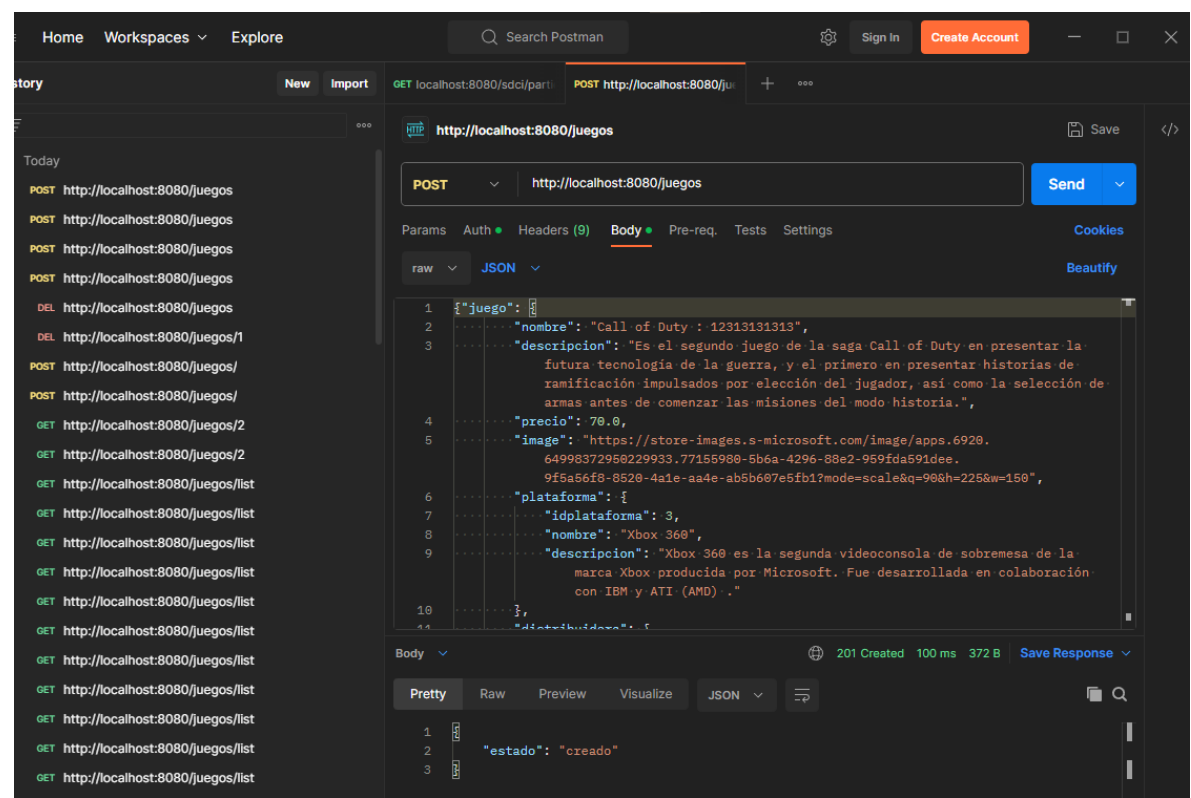 Home Workspaces Explore Search Postman Sign In Create Account
story New Import
GET localhost:8080/sdci/parti POST http://localhost:8080/jue
HTTP http://localhost:8080/juegos Save
Today
POST http://localhost:8080/juegos
POST http://localhost:8080/juegos
POST http://localhost:8080/juegos
POST http://localhost:8080/juegos
DEL http://localhost:8080/juegos
DEL http://localhost:8080/juegos/1
POST http://localhost:8080/juegos/
POST http://localhost:8080/juegos/
GET http://localhost:8080/juegos/2
GET http://localhost:8080/juegos/2
GET http://localhost:8080/juegos/list
GET http://localhost:8080/juegos/list
GET http://localhost:8080/juegos/list
GET http://localhost:8080/juegos/list
GET http://localhost:8080/juegos/list
GET http://localhost:8080/juegos/list
GET http://localhost:8080/juegos/list
GET http://localhost:8080/juegos/list
GET http://localhost:8080/juegos/list
GET http://localhost:8080/juegos/list
GET http://localhost:8080/juegos/list
POST http://localhost:8080/juegos Send
Params Auth Headers (9) Body Pre-req. Tests Settings Cookies
raw JSON Beautify
1 {"juego": {
2 "nombre": "Call of Duty : 12313131313",
3 "descripcion": "Es el segundo juego de la saga Call of Duty en presentar la
futura tecnología de la guerra, y el primero en presentar historias de
ramificación impulsados por elección del jugador, así como la selección de
armas antes de comenzar las misiones del modo historia.",
4 "precio": 70.0,
5 "image": "https://store-images.s-microsoft.com/image/apps.6920.
64998372950229933.77155980-5b6a-4296-88e2-959fda591dee.
9f5a56f8-8520-4a1e-aa4e-ab5b607e5fb1?mode=scale&q=90&h=225&w=150",
6 "plataforma": {
7 "idplataforma": 3,
8 "nombre": "Xbox 360",
9 "descripcion": "Xbox 360 es la segunda videoconsola de sobremesa de la
marca Xbox producida por Microsoft. Fue desarrollada en colaboración
con IBM y ATI (AMD) ."
10 },
11 "distribuidora": {
Body 201 Created 100 ms 372 B Save Response
Pretty Raw Preview Visualize JSON
1 {
2 "estado": "creado"
3 }